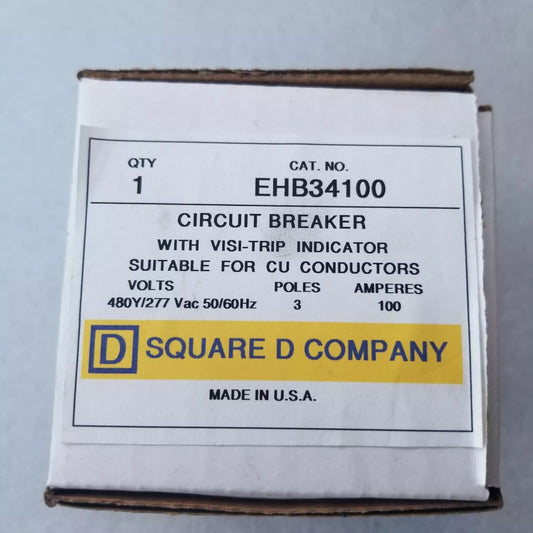 QTY CAT. NO.
1 EHB34100
CIRCUIT BREAKER
WITH VISI-TRIP INDICATOR
SUITABLE FOR CU CONDUCTORS
VOLTS POLES AMPERES
480Y/277 Vac 50/60Hz 3 100
D SQUARE D COMPANY
MADE IN U.S.A.